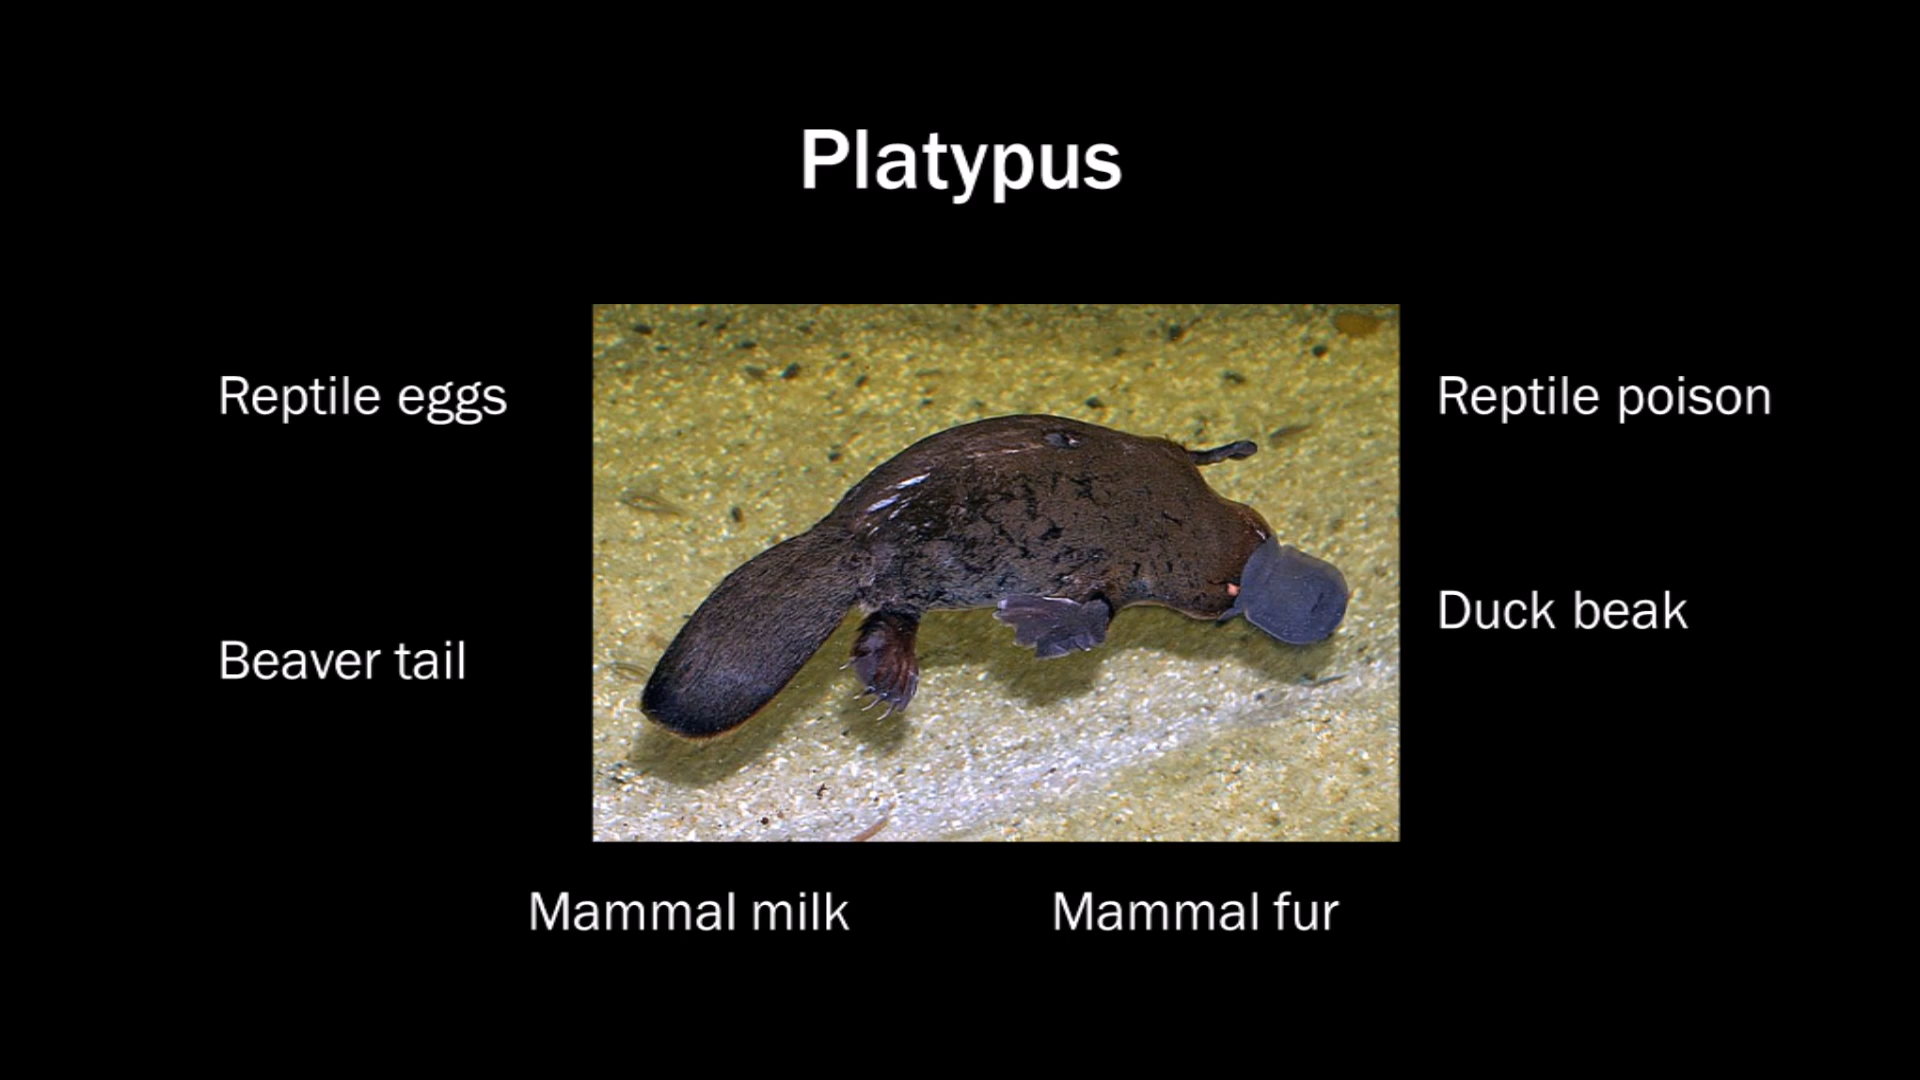 Platypus
Reptile eggs
Reptile poison
Duck beak
Beaver tail
Mammal milk
Mammal fur